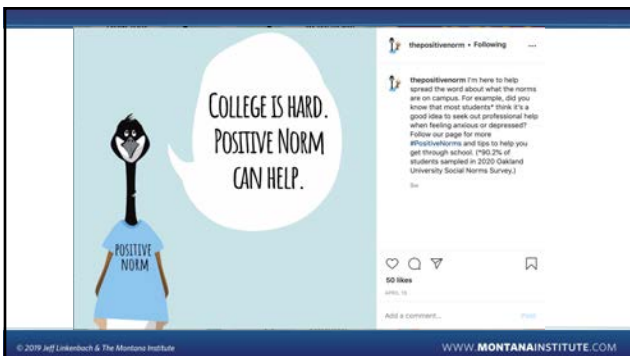 COLLEGE IS HARD.
POSITIVE NORM
CAN HELP.
POSITIVE
NORM
thepositivenorm • Following
thepositivenorm I'm here to help
spread the word about what the norms
are on campus. For example, did you
know that most students* think it's a
good idea to seek out professional help
when feeling anxious or depressed?
Follow our page for more
#PositiveNorms and tips to help you
get through school. (*90.2% of
students sampled in 2020 Oakland
University Social Norms Survey.)
50 likes
Add a comment...
Post
© 2019 Jeff Linkenbach & The Montana Institute
WWW.MONTANAINSTITUTE.COM